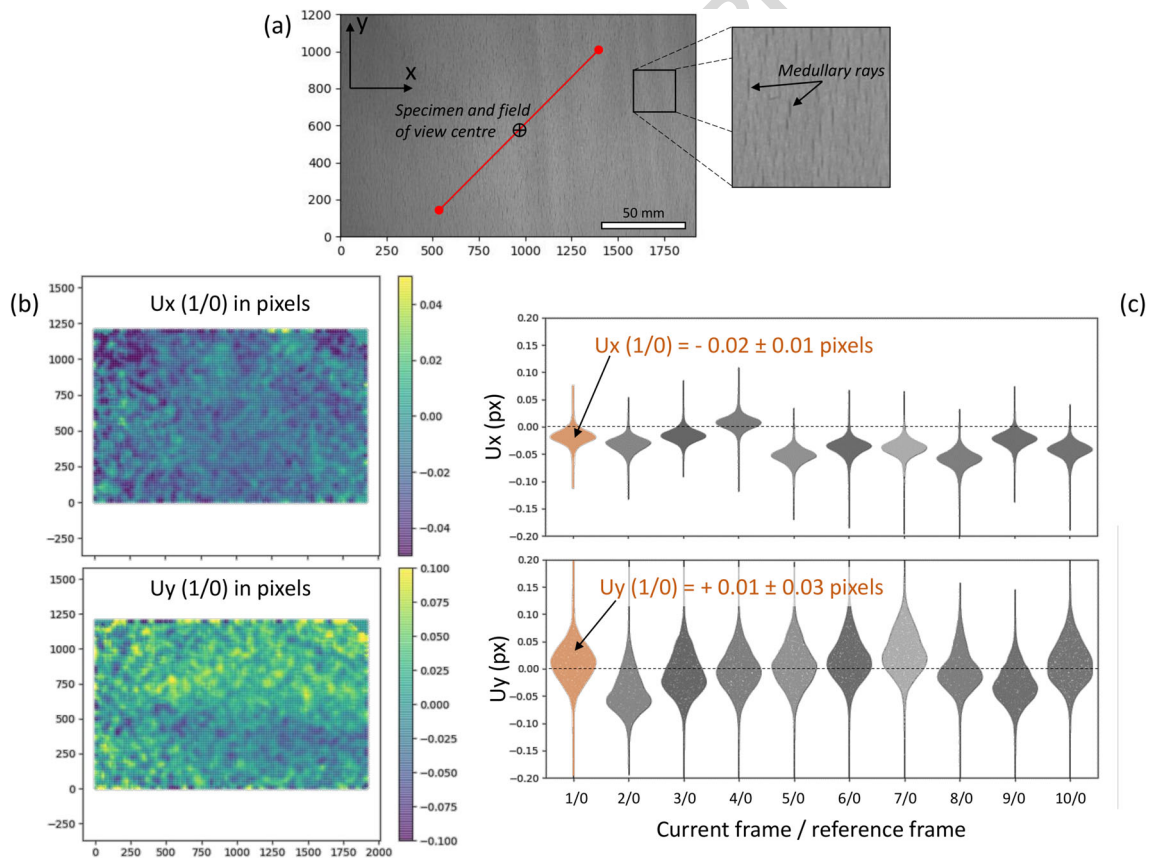 (a)
1200
1000
800
600
400
200
0
y
x
Specimen and field
of view centre
50 mm
0 250 500 750 1000 1250 1500 1750
Medullary rays
(b)
Ux (1/0) in pixels
1500
1250
1000
750
500
250
0
−250
0.04
0.02
0.00
−0.02
−0.04
Uy (1/0) in pixels
1500
1250
1000
750
500
250
0
−250
0 250 500 750 1000 1250 1500 1750 2000
0.100
0.075
0.050
0.025
0.000
−0.025
−0.050
−0.075
−0.100
(c)
Ux (px)
0.20
0.15
0.10
0.05
0.00
−0.05
−0.10
−0.15
−0.20
Ux (1/0) = - 0.02 ± 0.01 pixels
Uy (px)
0.20
0.15
0.10
0.05
0.00
−0.05
−0.10
−0.15
−0.20
Uy (1/0) = + 0.01 ± 0.03 pixels
1/0 2/0 3/0 4/0 5/0 6/0 7/0 8/0 9/0 10/0
Current frame / reference frame